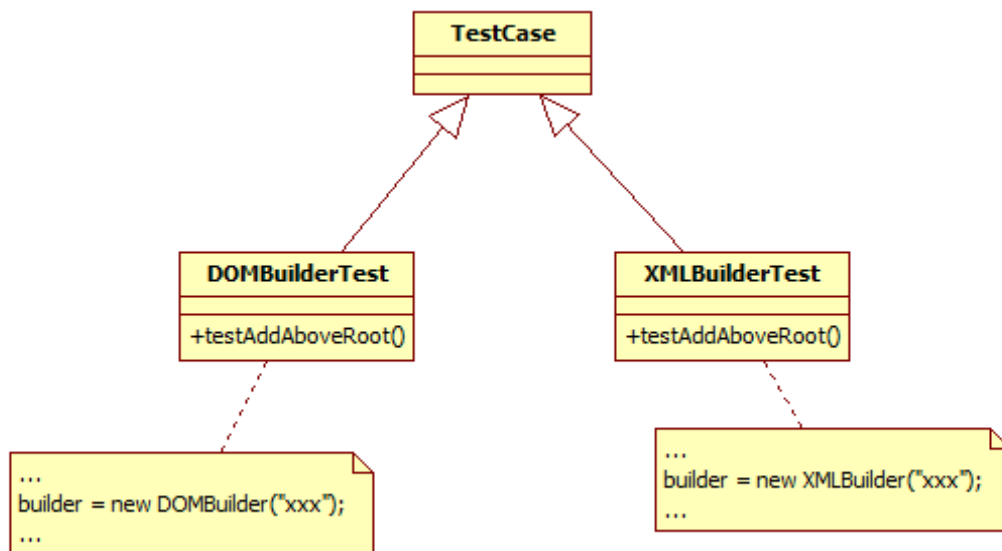 TestCase
DOMBuilderTest
+testAddAboveRoot()
XMLBuilderTest
+testAddAboveRoot()
...
builder = new DOMBuilder("xxx");
...
...
builder = new XMLBuilder("xxx");
...